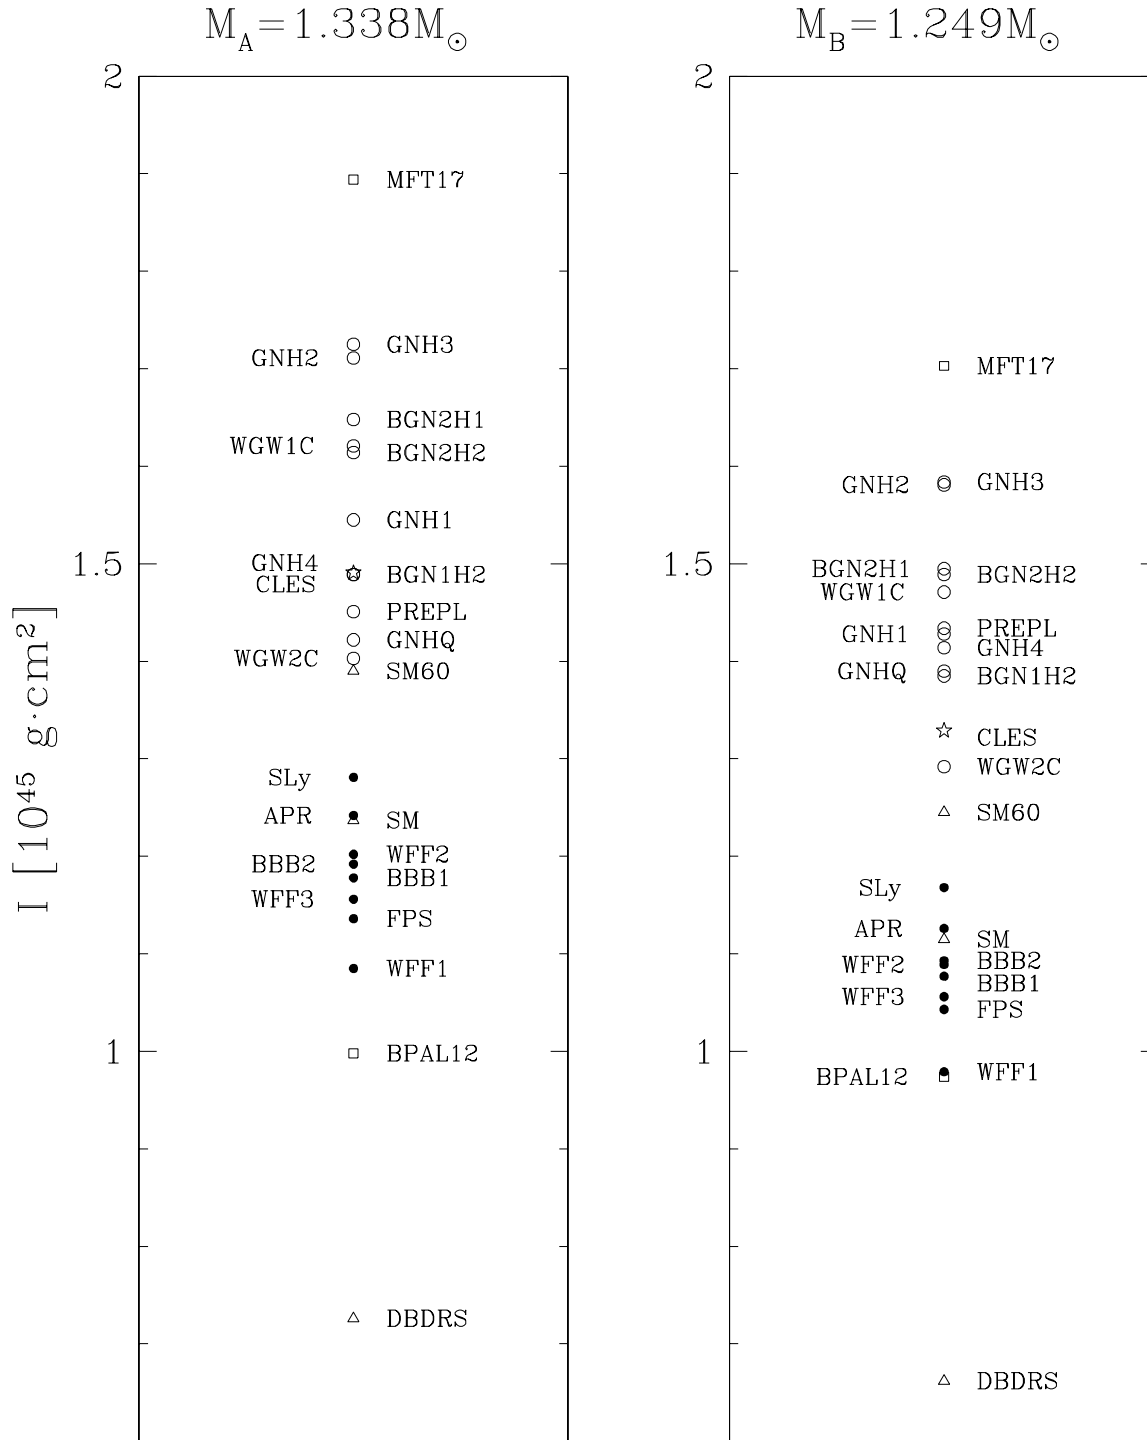 M_A=1.338M_⊙
M_B=1.249M_⊙
I [10^45 g·cm^2]
2
1.5
1
MFT17
GNH3
GNH2
BGN2H1
WGW1C
BGN2H2
GNH1
GNH4
CLES
BGN1H2
PREPL
GNHQ
WGW2C
SM60
SLy
APR
SM
WFF2
BBB2
BBB1
WFF3
FPS
WFF1
BPAL12
DBDRS
2
1.5
1
MFT17
GNH2
GNH3
BGN2H1
BGN2H2
WGW1C
PREPL
GNH1
GNH4
GNHQ
BGN1H2
CLES
WGW2C
SM60
SLy
APR
SM
BBB2
WFF2
BBB1
WFF3
FPS
WFF1
BPAL12
DBDRS